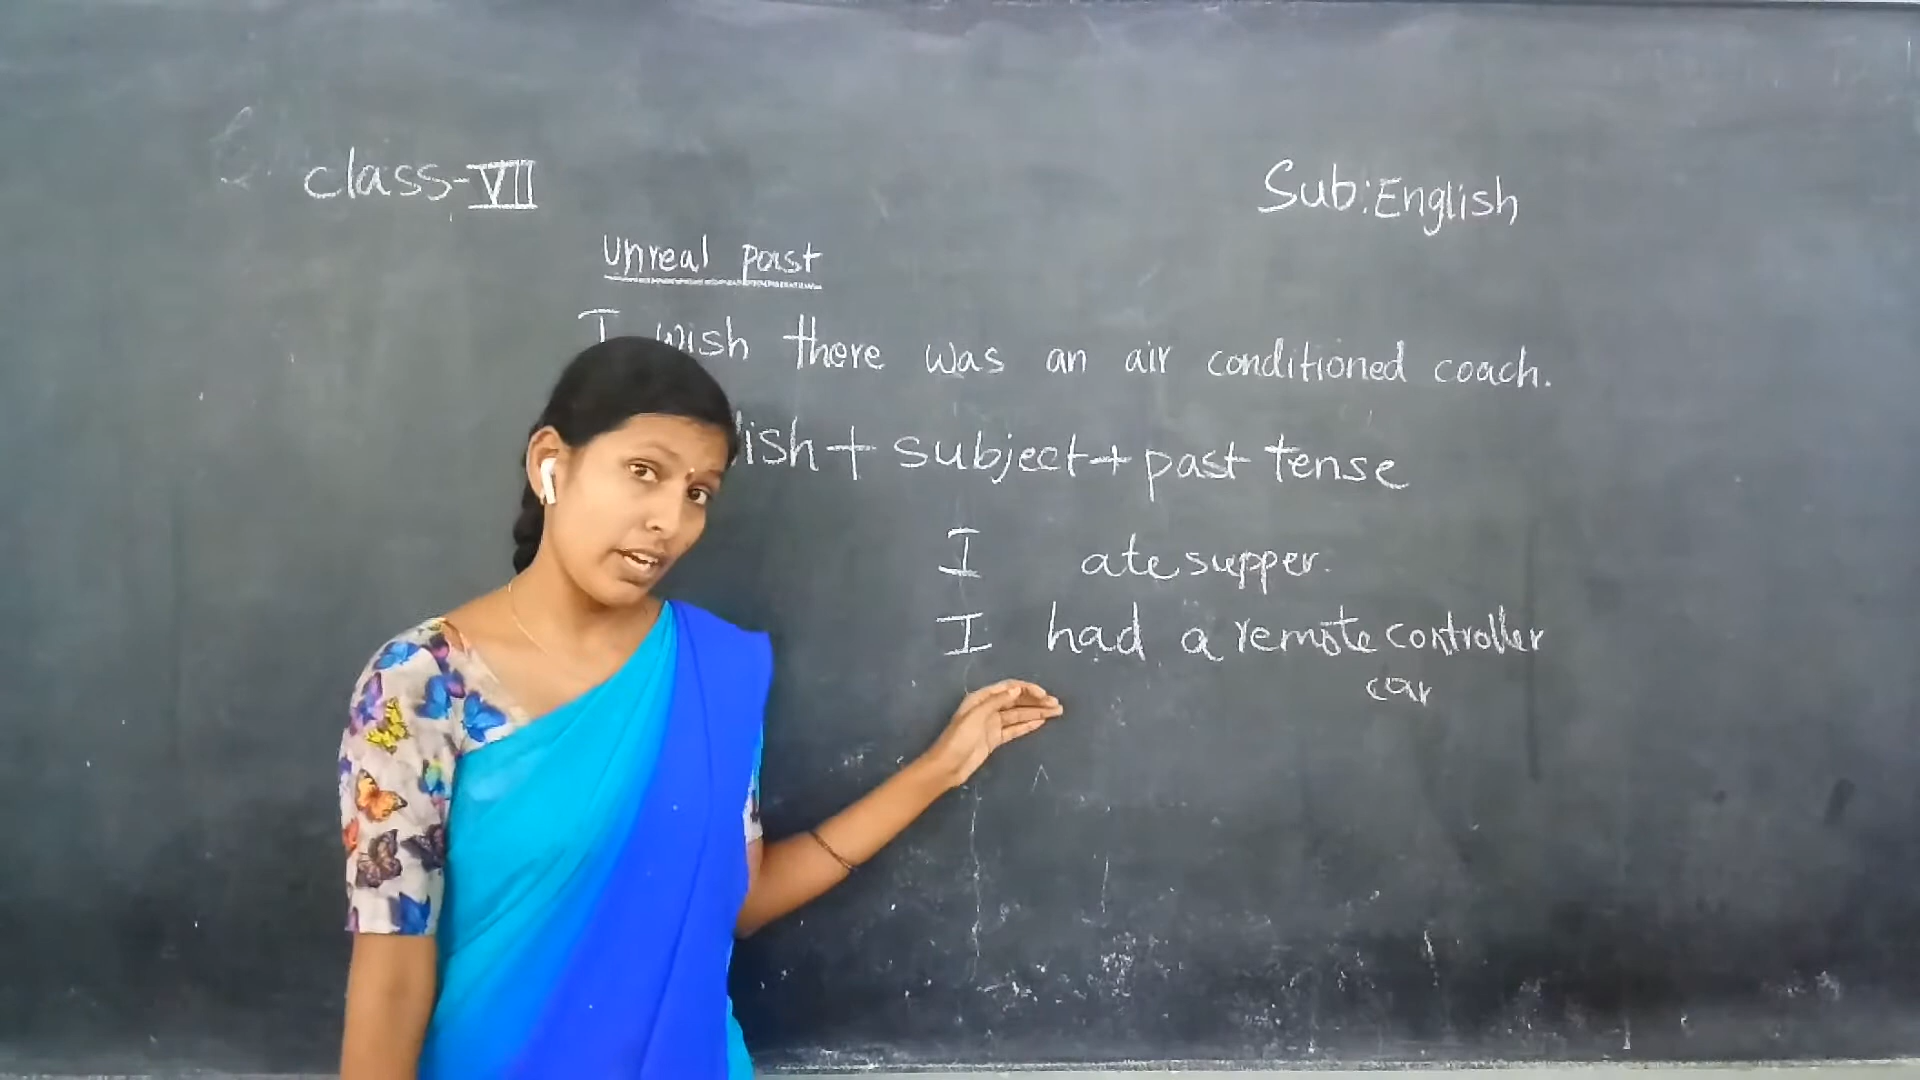 class-VII
Sub: English
Unreal past
I wish there was an air conditioned coach.
ish + subject + past tense
I ate supper.
I had a remote controller
car